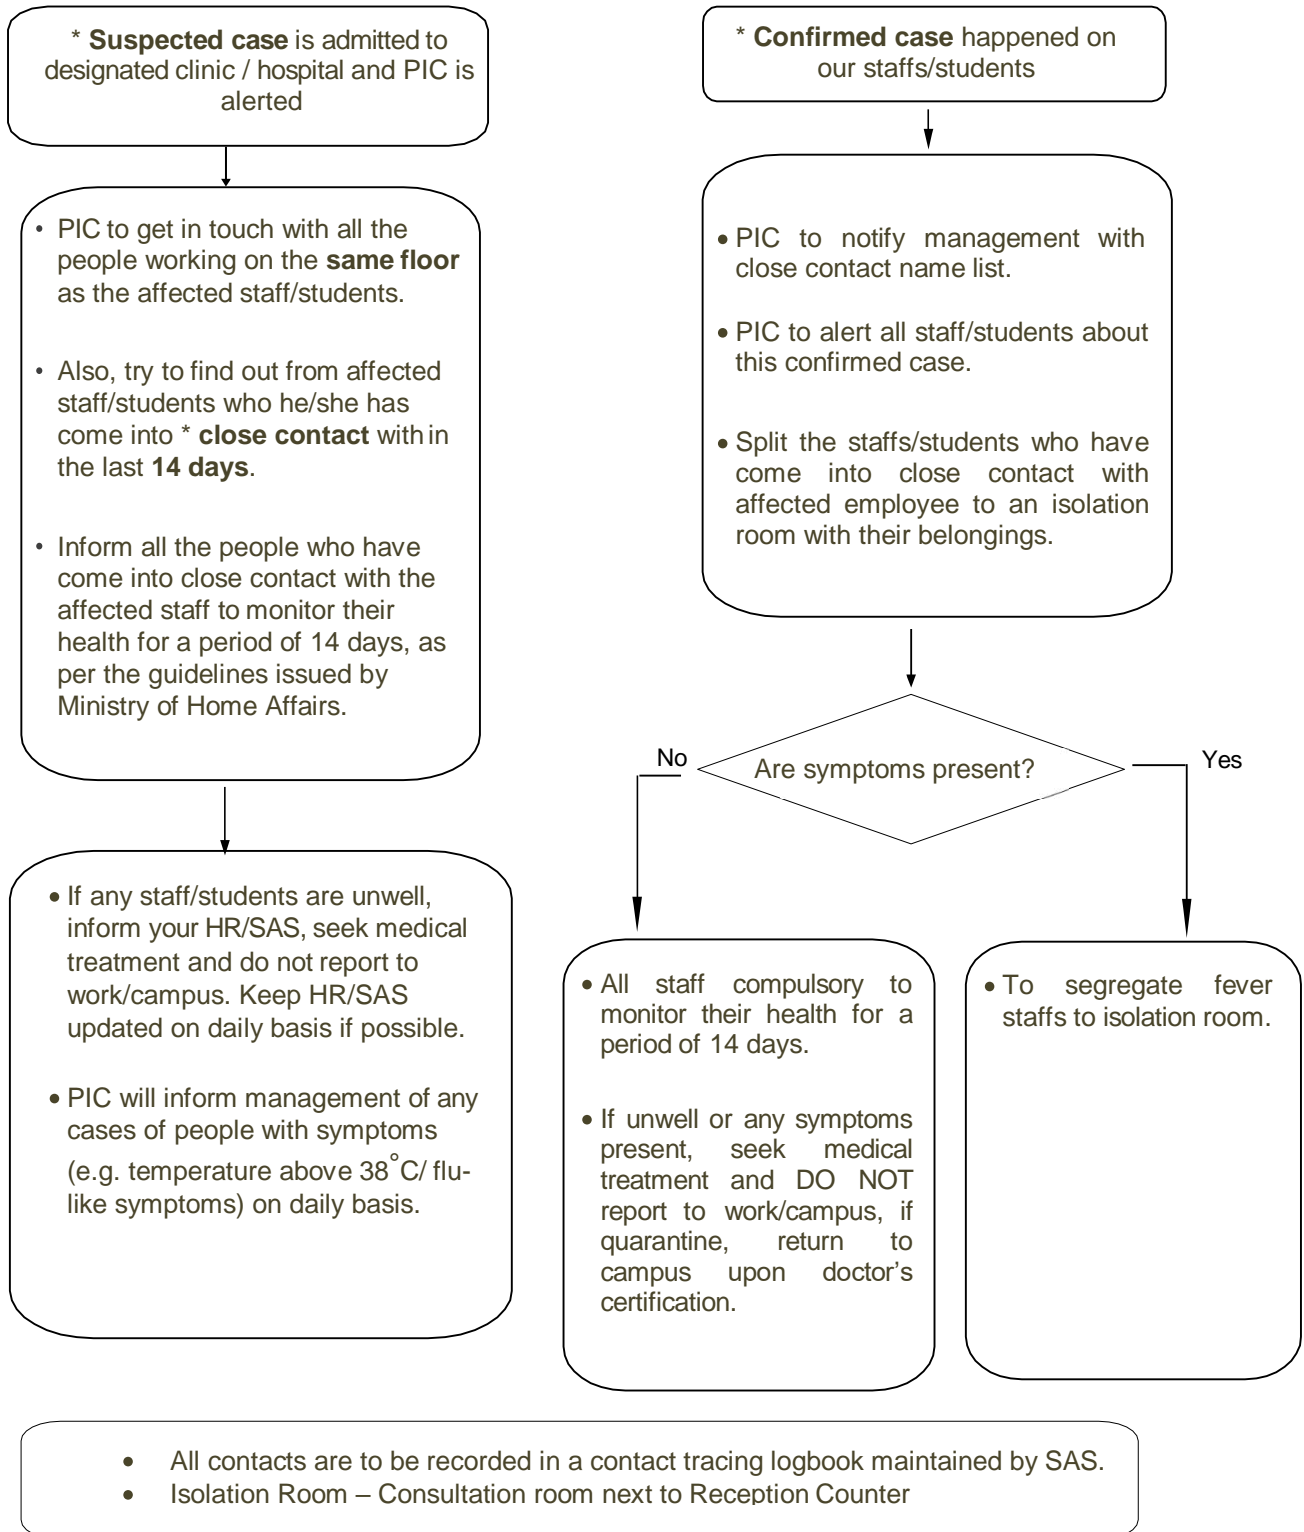 * Suspected case is admitted to
designated clinic / hospital and PIC is
alerted
• PIC to get in touch with all the
people working on the same floor
as the affected staff/students.
• Also, try to find out from affected
staff/students who he/she has
come into * close contact within
the last 14 days.
• Inform all the people who have
come into close contact with the
affected staff to monitor their
health for a period of 14 days, as
per the guidelines issued by
Ministry of Home Affairs.
• If any staff/students are unwell,
inform your HR/SAS, seek medical
treatment and do not report to
work/campus. Keep HR/SAS
updated on daily basis if possible.
• PIC will inform management of any
cases of people with symptoms
(e.g. temperature above 38°C/ flu-
like symptoms) on daily basis.
* Confirmed case happened on
our staffs/students
• PIC to notify management with
close contact name list.
• PIC to alert all staff/students about
this confirmed case.
• Split the staffs/students who have
come into close contact with
affected employee to an isolation
room with their belongings.
Are symptoms present?
No
Yes
• All staff compulsory to
monitor their health for a
period of 14 days.
• If unwell or any symptoms
present, seek medical
treatment and DO NOT
report to work/campus, if
quarantine, return to
campus upon doctor's
certification.
• To segregate fever
staffs to isolation room.
• All contacts are to be recorded in a contact tracing logbook maintained by SAS.
• Isolation Room – Consultation room next to Reception Counter